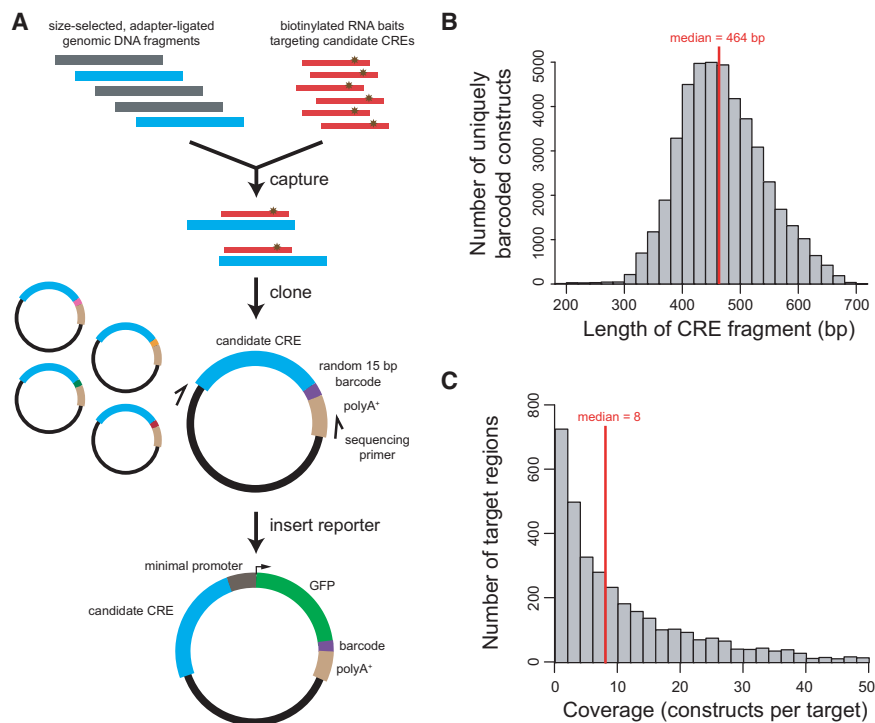 A
size-selected, adapter-ligated
genomic DNA fragments
biotinylated RNA baits
targeting candidate CREs
capture
clone
candidate CRE
random 15 bp
barcode
polyA⁺
sequencing
primer
insert reporter
minimal promoter
GFP
candidate CRE
barcode
polyA⁺
B
median = 464 bp
Number of uniquely
barcoded constructs
5000
4000
3000
2000
1000
0
200 300 400 500 600 700
Length of CRE fragment (bp)
C
median = 8
Number of target regions
800
600
400
200
0
0 10 20 30 40 50
Coverage (constructs per target)